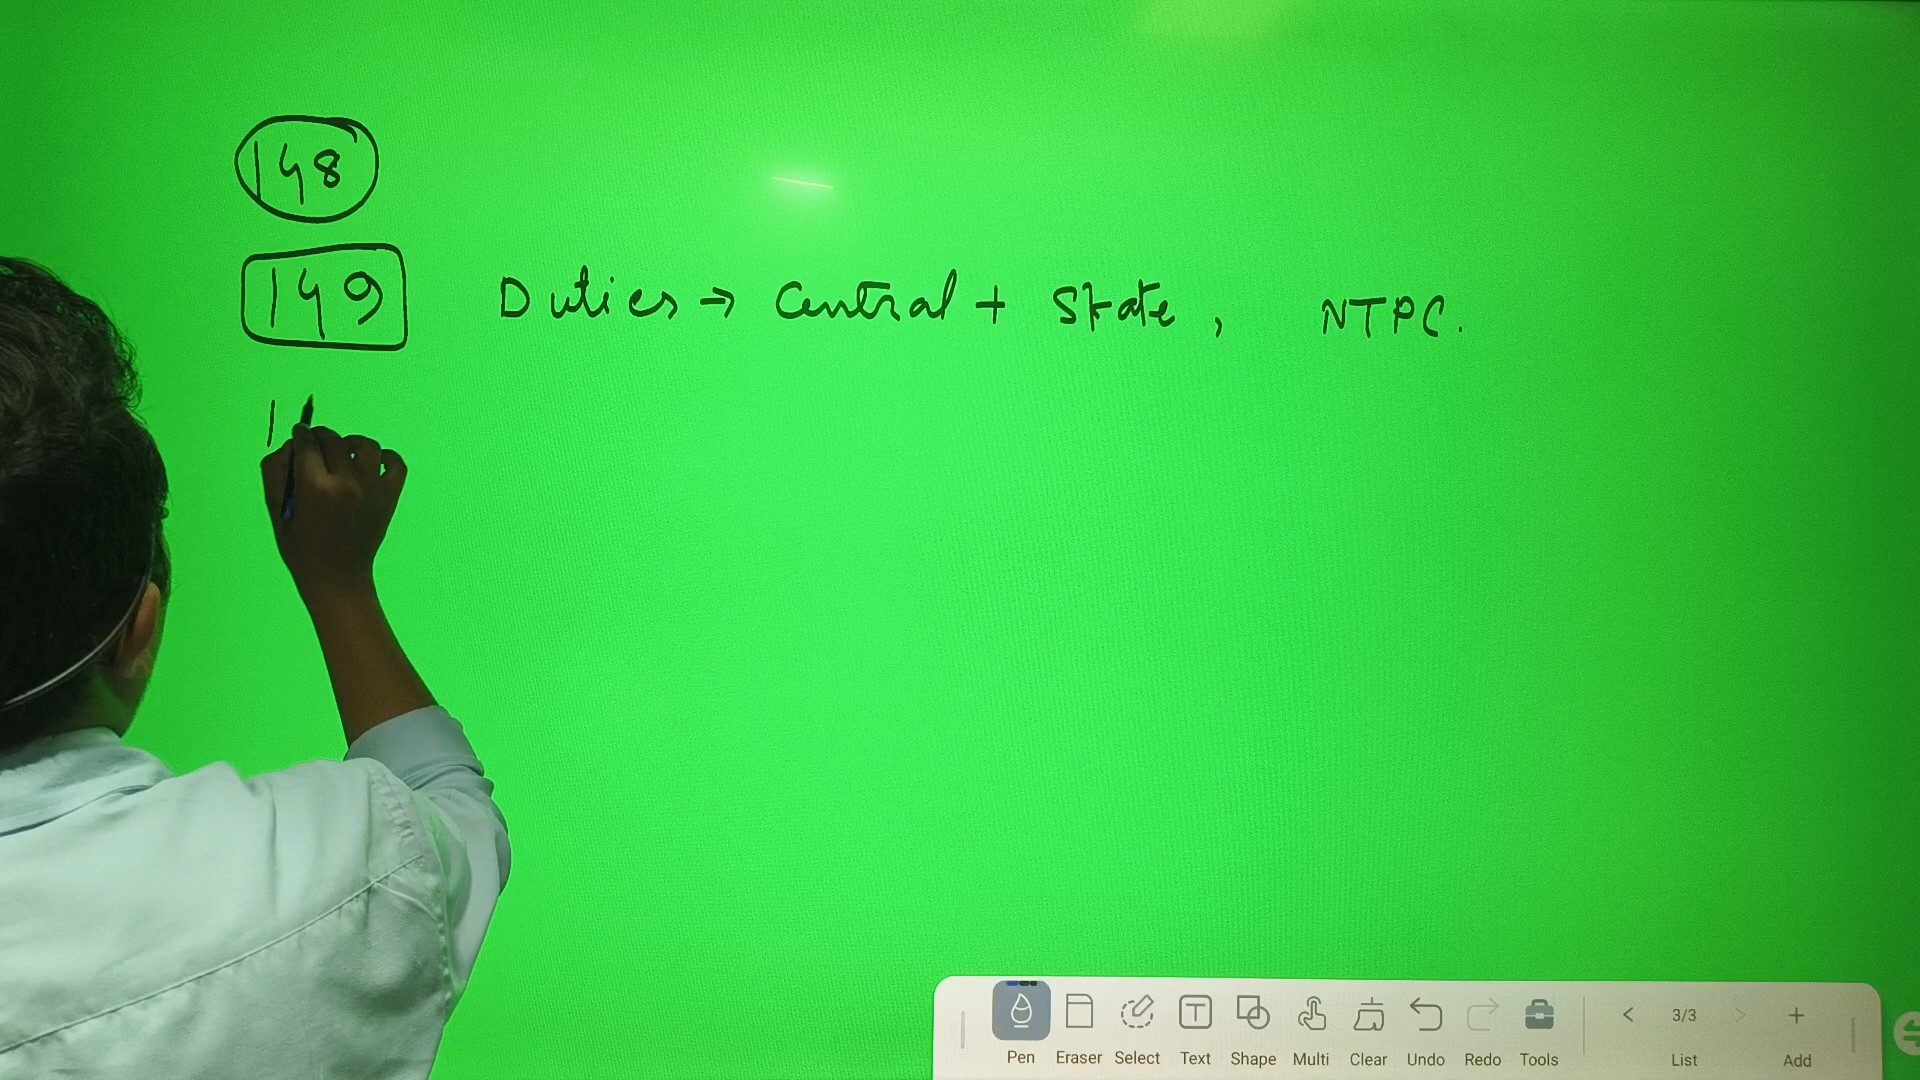 148
149 Duties → Central + State, NTPC.
1
3/3
Pen Eraser Select Text Shape Multi Clear Undo Redo Tools List Add